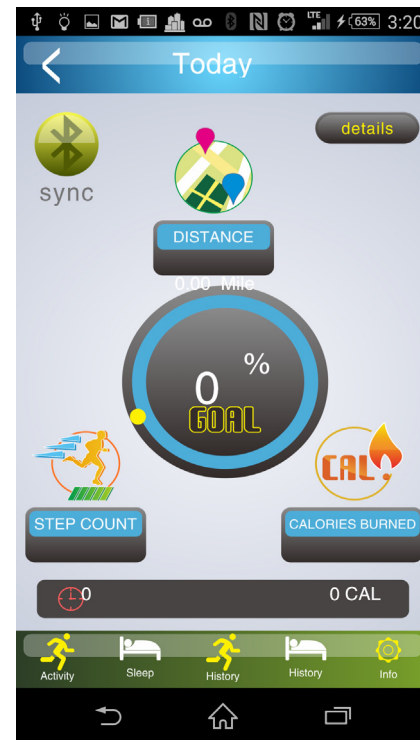 LTE 63% 3:20
Today
details
sync
DISTANCE
0.00 Mile
%
0
GOAL
CAL
STEP COUNT
CALORIES BURNED
0
0 CAL
Activity
Sleep
History
History
Info